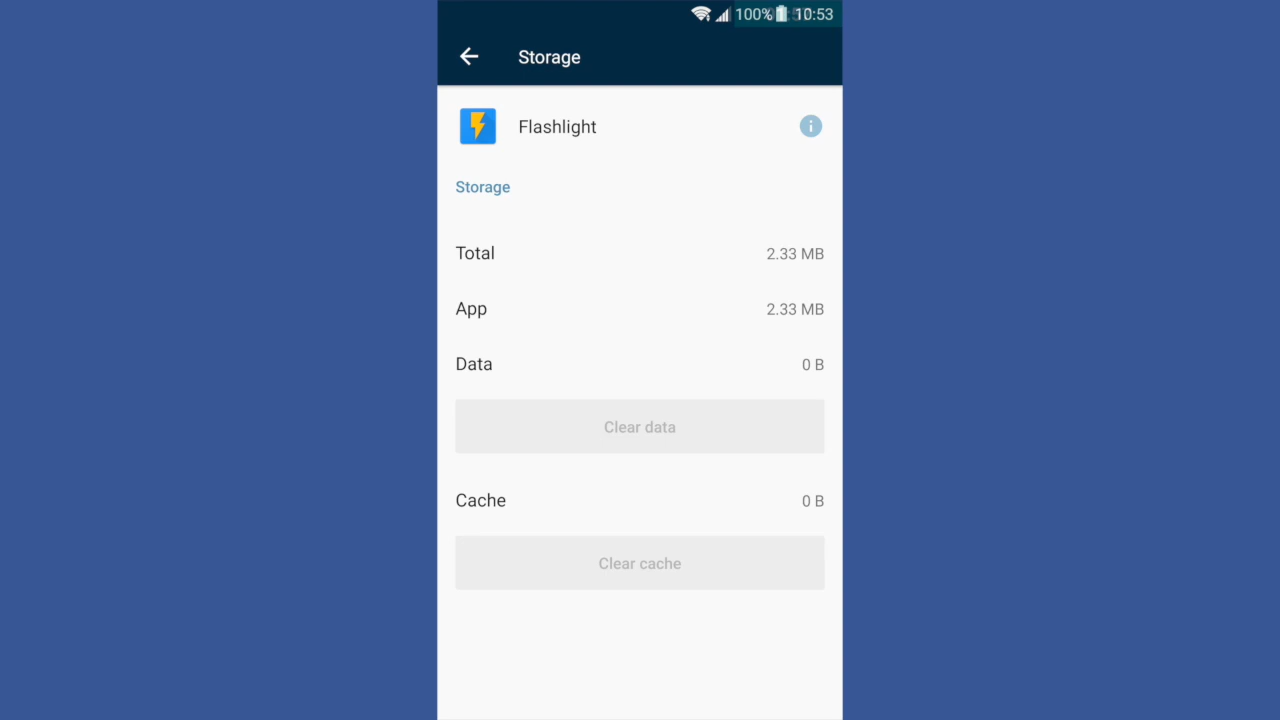 100% 10:53
Storage
Flashlight
Storage
Total 2.33 MB
App 2.33 MB
Data 0 B
Clear data
Cache 0 B
Clear cache